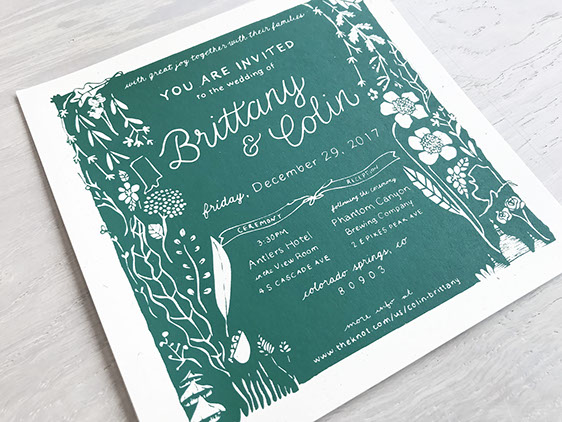 with great joy together with their families
YOU ARE INVITED
to the wedding of
Brittany
& Colin
friday, December 29, 2017
CEREMONY
3:30PM
Antlers Hotel
in the View Room
4 S CASCADE AVE
RECEPTION
following the ceremony
Phantom Canyon
Brewing Company
2 E PIKES PEAK AVE
colorado springs, co
80903
more info at
www.theknot.com/us/colinbrittany